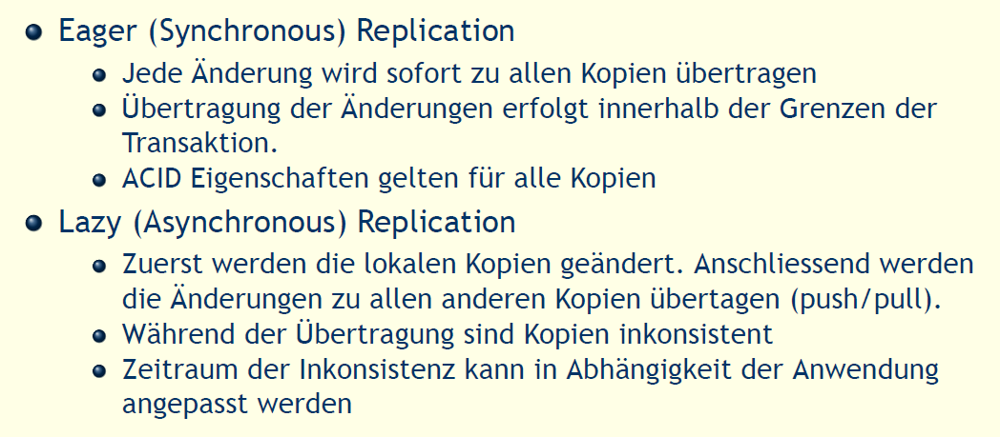 Eager (Synchronous) Replication
Jede Änderung wird sofort zu allen Kopien übertragen
Übertragung der Änderungen erfolgt innerhalb der Grenzen der
Transaktion.
ACID Eigenschaften gelten für alle Kopien
Lazy (Asynchronous) Replication
Zuerst werden die lokalen Kopien geändert. Anschliessend werden
die Änderungen zu allen anderen Kopien übertagen (push/pull).
Während der Übertragung sind Kopien inkonsistent
Zeitraum der Inkonsistenz kann in Abhängigkeit der Anwendung
angepasst werden